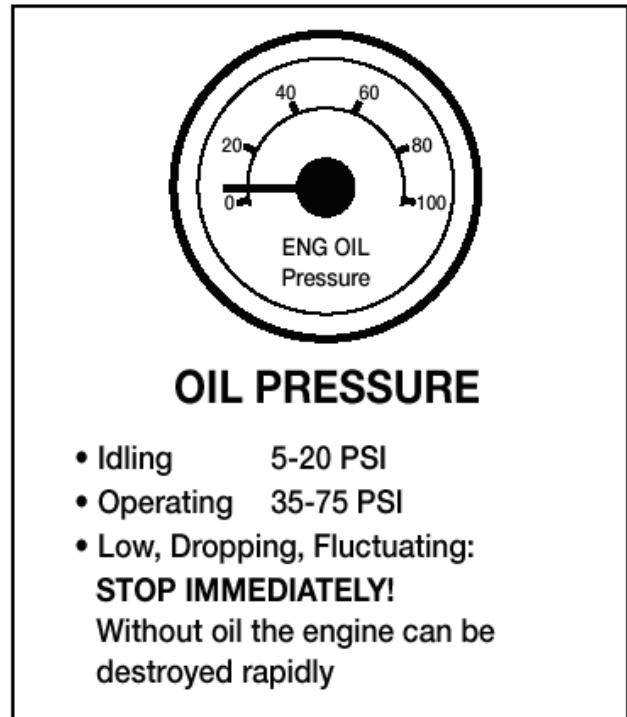 40 60
20 80
0 100
ENG OIL
Pressure
OIL PRESSURE
• Idling 5-20 PSI
• Operating 35-75 PSI
• Low, Dropping, Fluctuating:
STOP IMMEDIATELY!
Without oil the engine can be
destroyed rapidly